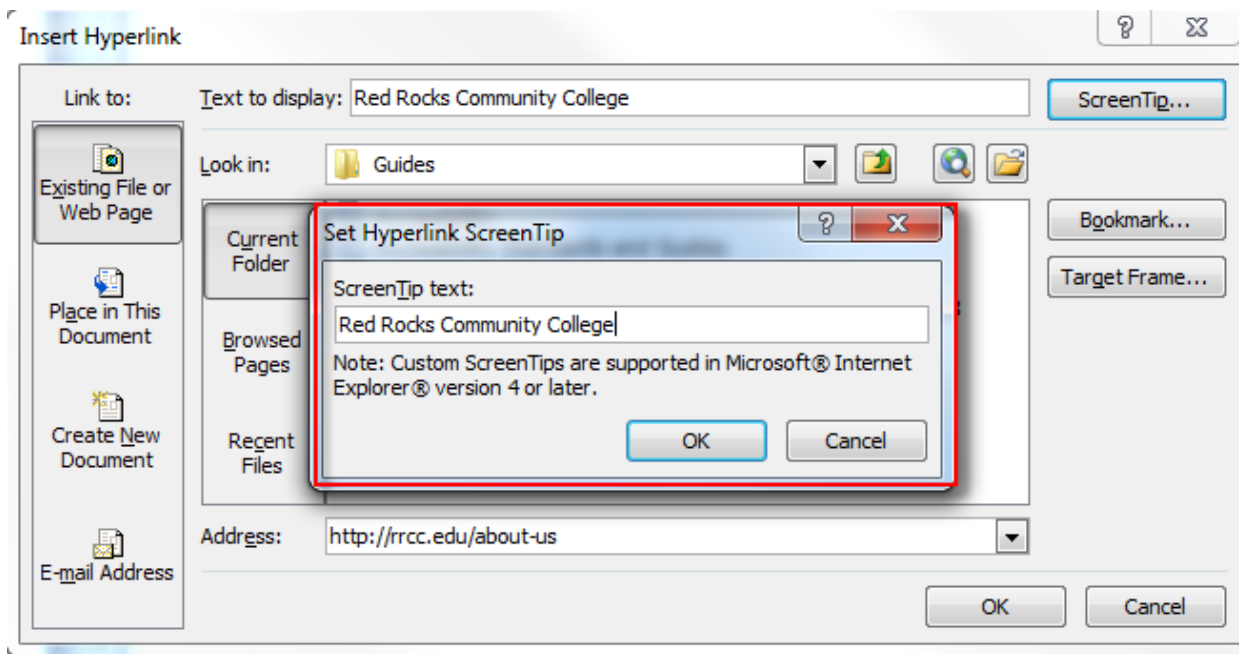 Insert Hyperlink
Link to:
Text to display: Red Rocks Community College
ScreenTip...
Existing File or
Web Page
Look in: Guides
Bookmark...
Target Frame...
Current
Folder
Place in This
Document
Browsed
Pages
Create New
Document
Recent
Files
Set Hyperlink ScreenTip
ScreenTip text:
Red Rocks Community College
Note: Custom ScreenTips are supported in Microsoft® Internet
Explorer® version 4 or later.
OK Cancel
Address: http://rrcc.edu/about-us
E-mail Address
OK Cancel